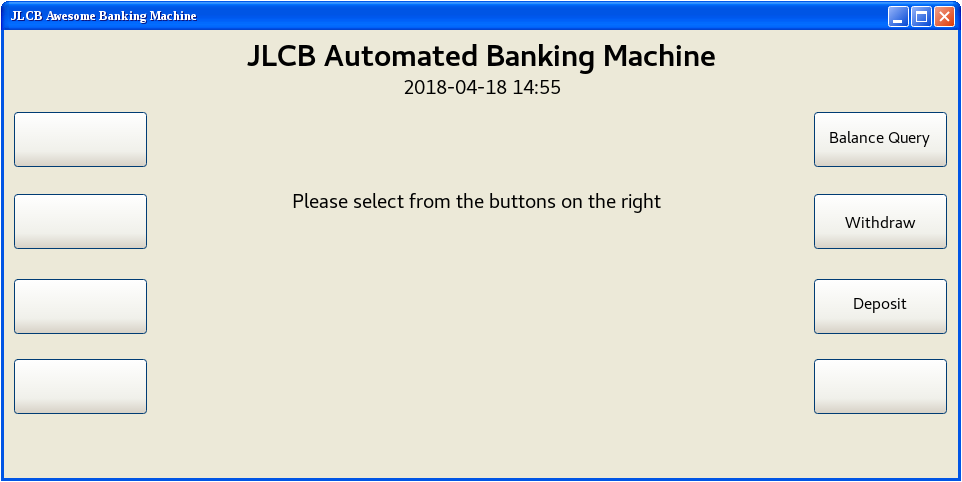 JLCB Awesome Banking Machine
JLCB Automated Banking Machine
2018-04-18 14:55
Balance Query
Please select from the buttons on the right
Withdraw
Deposit